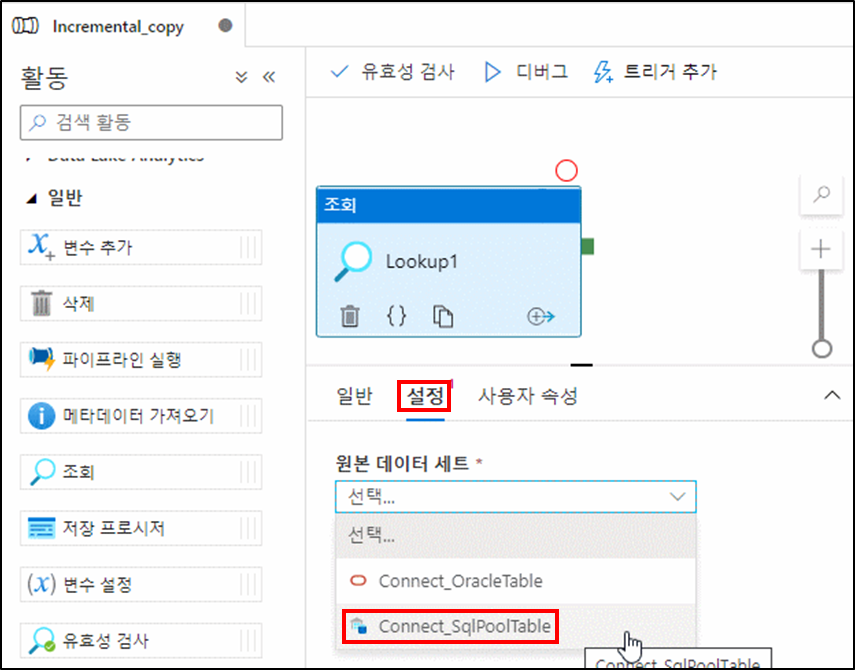 Incremental_copy
활동
검색 활동
Data Lake Analytics
일반
변수 추가
삭제
파이프라인 실행
메타데이터 가져오기
조회
저장 프로시저
변수 설정
유효성 검사
유효성 검사 디버그 트리거 추가
조회
Lookup1
일반 설정 사용자 속성
원본 데이터 세트 *
선택...
선택...
Connect_OracleTable
Connect_SqlPoolTable
Connect_SqlPoolTable